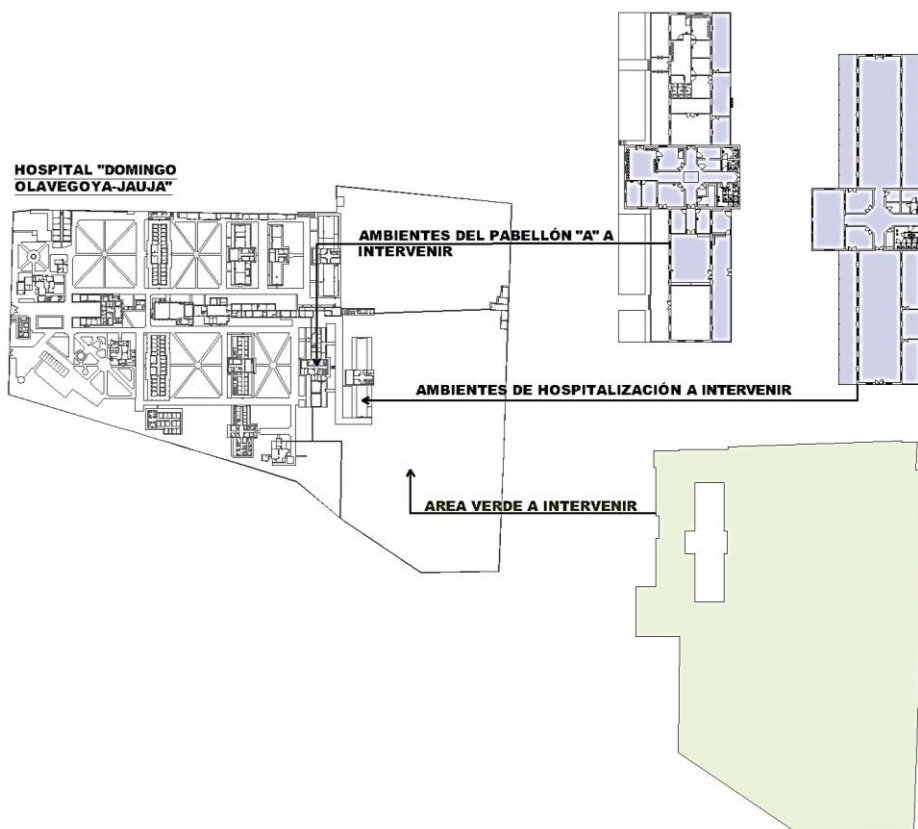 HOSPITAL "DOMINGO
OLAVEGOYA-JAUJA"
AMBIENTES DEL PABELLÓN "A" A
INTERVENIR
AMBIENTES DE HOSPITALIZACIÓN A INTERVENIR
AREA VERDE A INTERVENIR